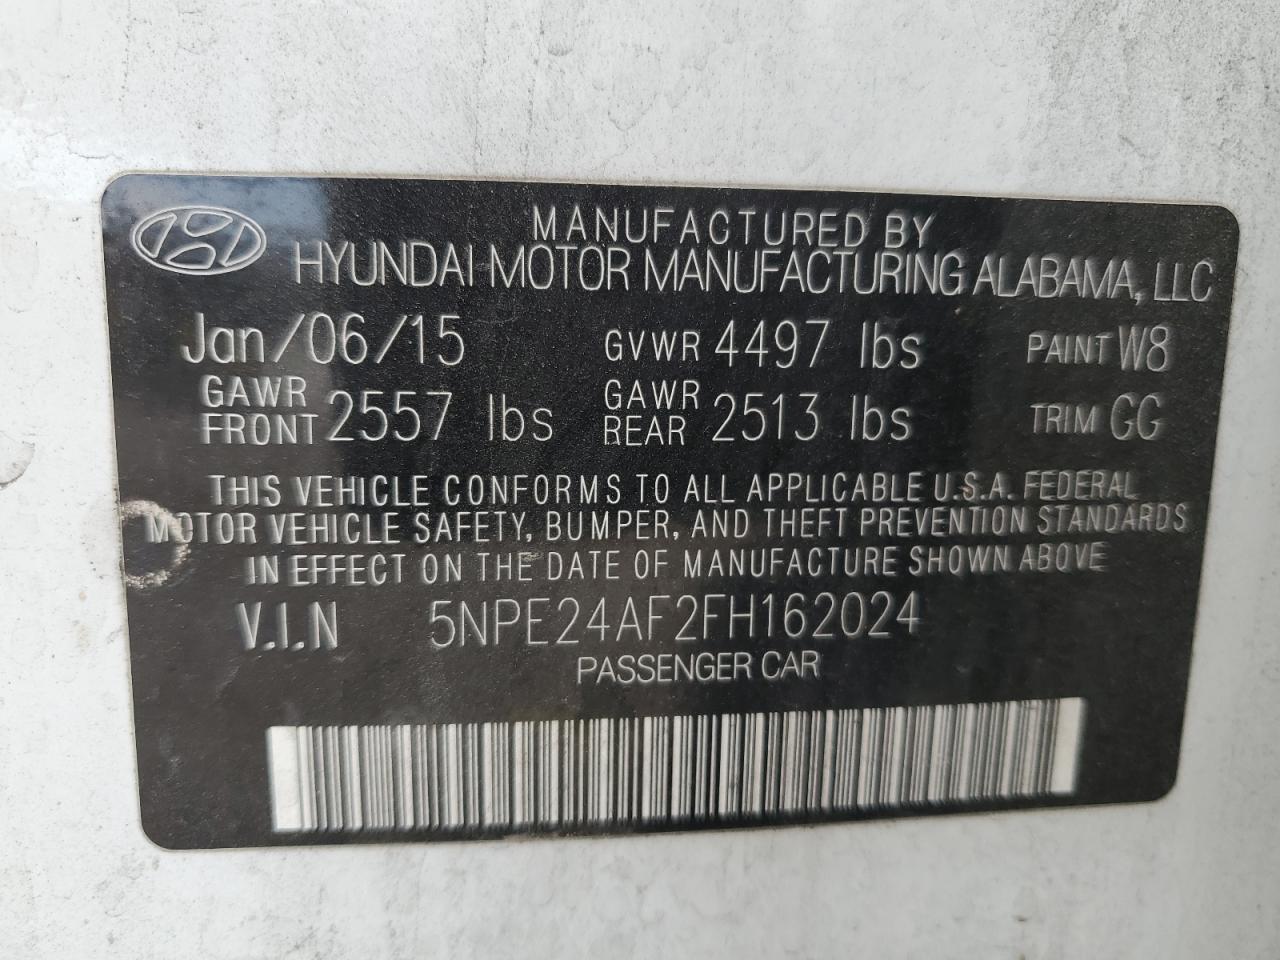 MANUFACTURED BY
HYUNDAI MOTOR MANUFACTURING ALABAMA, LLC
Jan/06/15 GVWR 4497 lbs PAINT W8
GAWR FRONT 2557 lbs GAWR REAR 2513 lbs TRIM GG
THIS VEHICLE CONFORMS TO ALL APPLICABLE U.S.A. FEDERAL
MOTOR VEHICLE SAFETY, BUMPER, AND THEFT PREVENTION STANDARDS
IN EFFECT ON THE DATE OF MANUFACTURE SHOWN ABOVE
V.I.N 5NPE24AF2FH162024
PASSENGER CAR